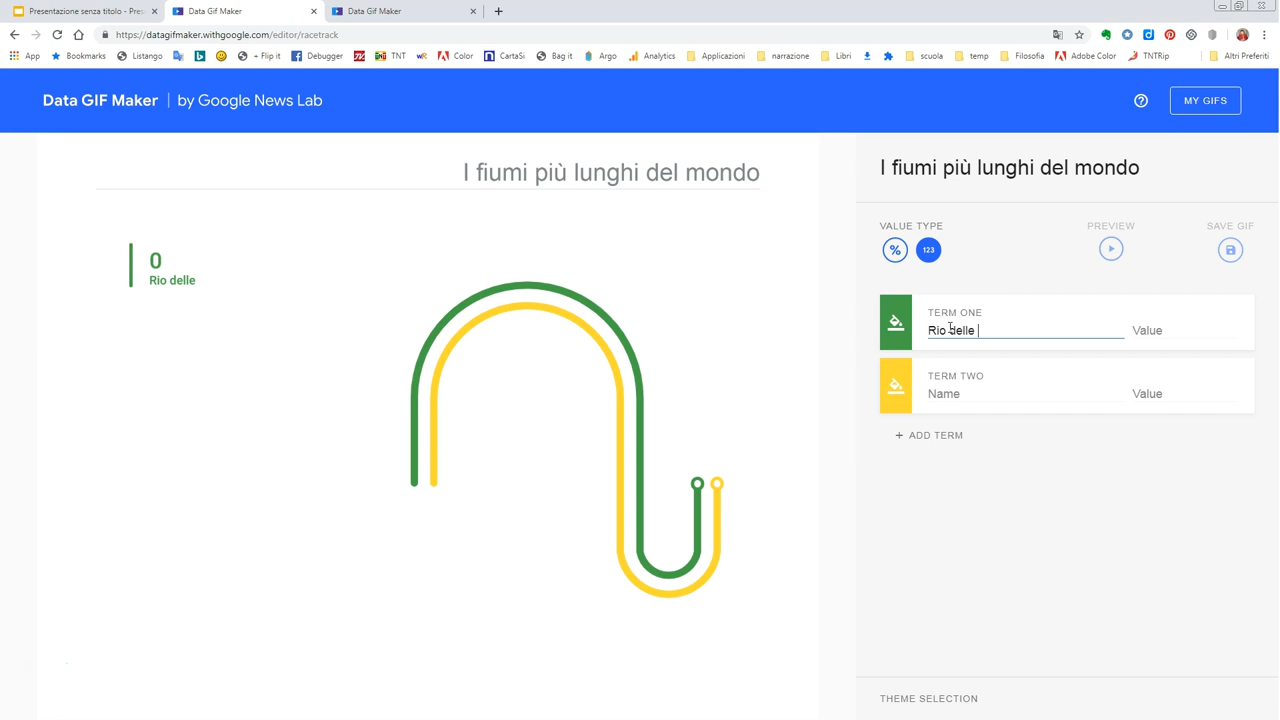 Presentazione senza titolo - Pres
Data Gif Maker
Data Gif Maker
https://datagifmaker.withgoogle.com/editor/racetrack
App
Bookmarks
Listango
+ Flip it
Debugger
TNT
Color
CartaSi
Bag it
Argo
Analytics
Applicazioni
narrazione
Libri
scuola
temp
Filosofia
Adobe Color
TNTRip
Altri Preferiti
Data GIF Maker | by Google News Lab
MY GIFS
I fiumi più lunghi del mondo
0
Rio delle
I fiumi più lunghi del mondo
VALUE TYPE
PREVIEW
SAVE GIF
%
123
TERM ONE
Rio delle
Value
TERM TWO
Name
Value
+ ADD TERM
THEME SELECTION